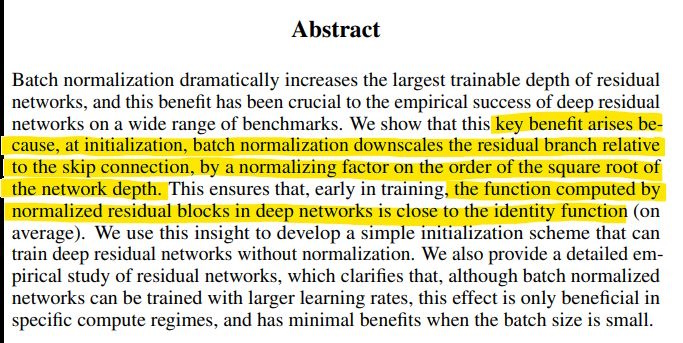 Abstract
Batch normalization dramatically increases the largest trainable depth of residual
networks, and this benefit has been crucial to the empirical success of deep residual
networks on a wide range of benchmarks. We show that this key benefit arises be-
cause, at initialization, batch normalization downscales the residual branch relative
to the skip connection, by a normalizing factor on the order of the square root of
the network depth. This ensures that, early in training, the function computed by
normalized residual blocks in deep networks is close to the identity function (on
average). We use this insight to develop a simple initialization scheme that can
train deep residual networks without normalization. We also provide a detailed em-
pirical study of residual networks, which clarifies that, although batch normalized
networks can be trained with larger learning rates, this effect is only beneficial in
specific compute regimes, and has minimal benefits when the batch size is small.